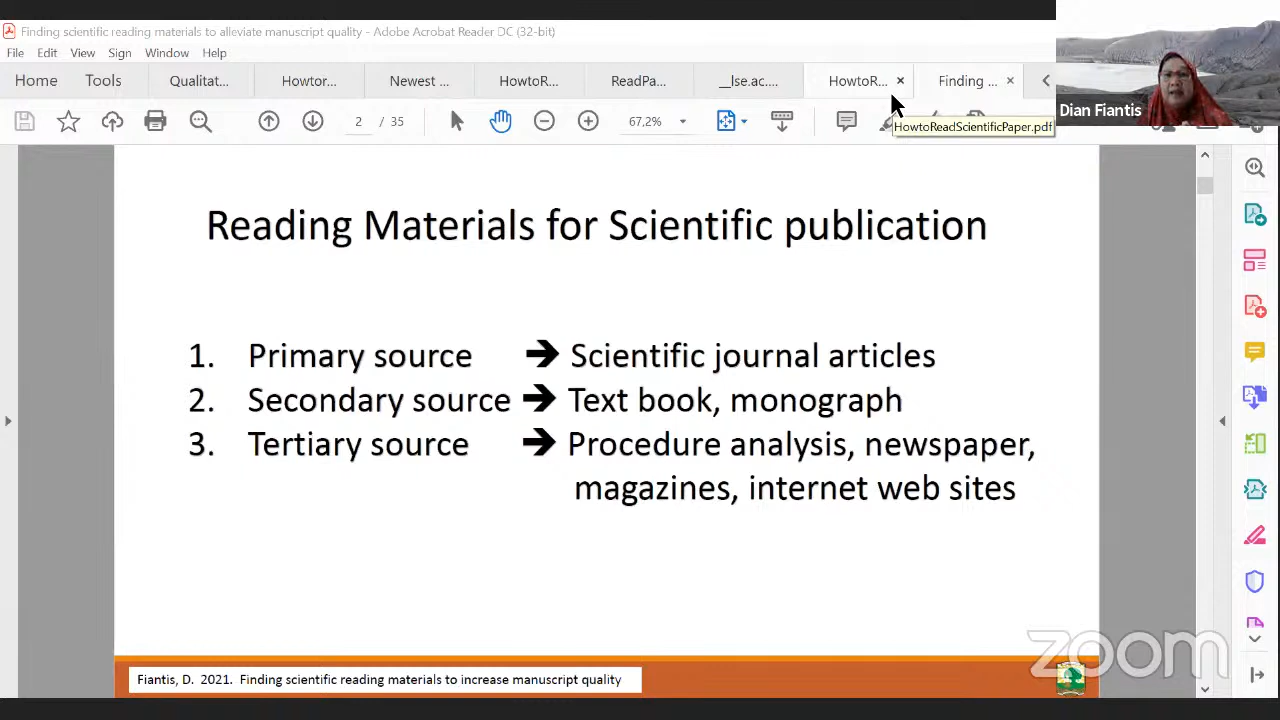 Finding scientific reading materials to alleviate manuscript quality - Adobe Acrobat Reader DC (32-bit)
File Edit View Sign Window Help
Home Tools Qualitat... Howtor... Newest ... HowtoR... ReadPa... __lse.ac.... HowtoR... × Finding ... ×
Dian Fiantis
2 / 35 67,2%
HowtoReadScientificPaper.pdf
Reading Materials for Scientific publication
1. Primary source ➔ Scientific journal articles
2. Secondary source ➔ Text book, monograph
3. Tertiary source ➔ Procedure analysis, newspaper,
magazines, internet web sites
zoom
Fiantis, D. 2021. Finding scientific reading materials to increase manuscript quality